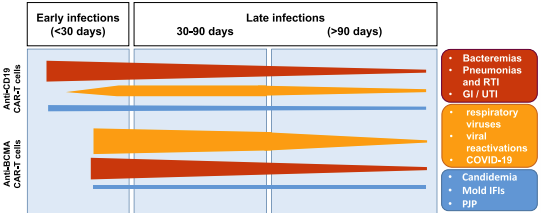 Early infections
(<30 days)
Late infections
30-90 days
(>90 days)
Anti-CD19
CAR-T cells
Anti-BCMA
CAR-T cells
• Bacteremias
• Pneumonias
and RTI
• GI / UTI
• respiratory
viruses
• viral
reactivations
• COVID-19
• Candidemia
• Mold IFIs
• PJP